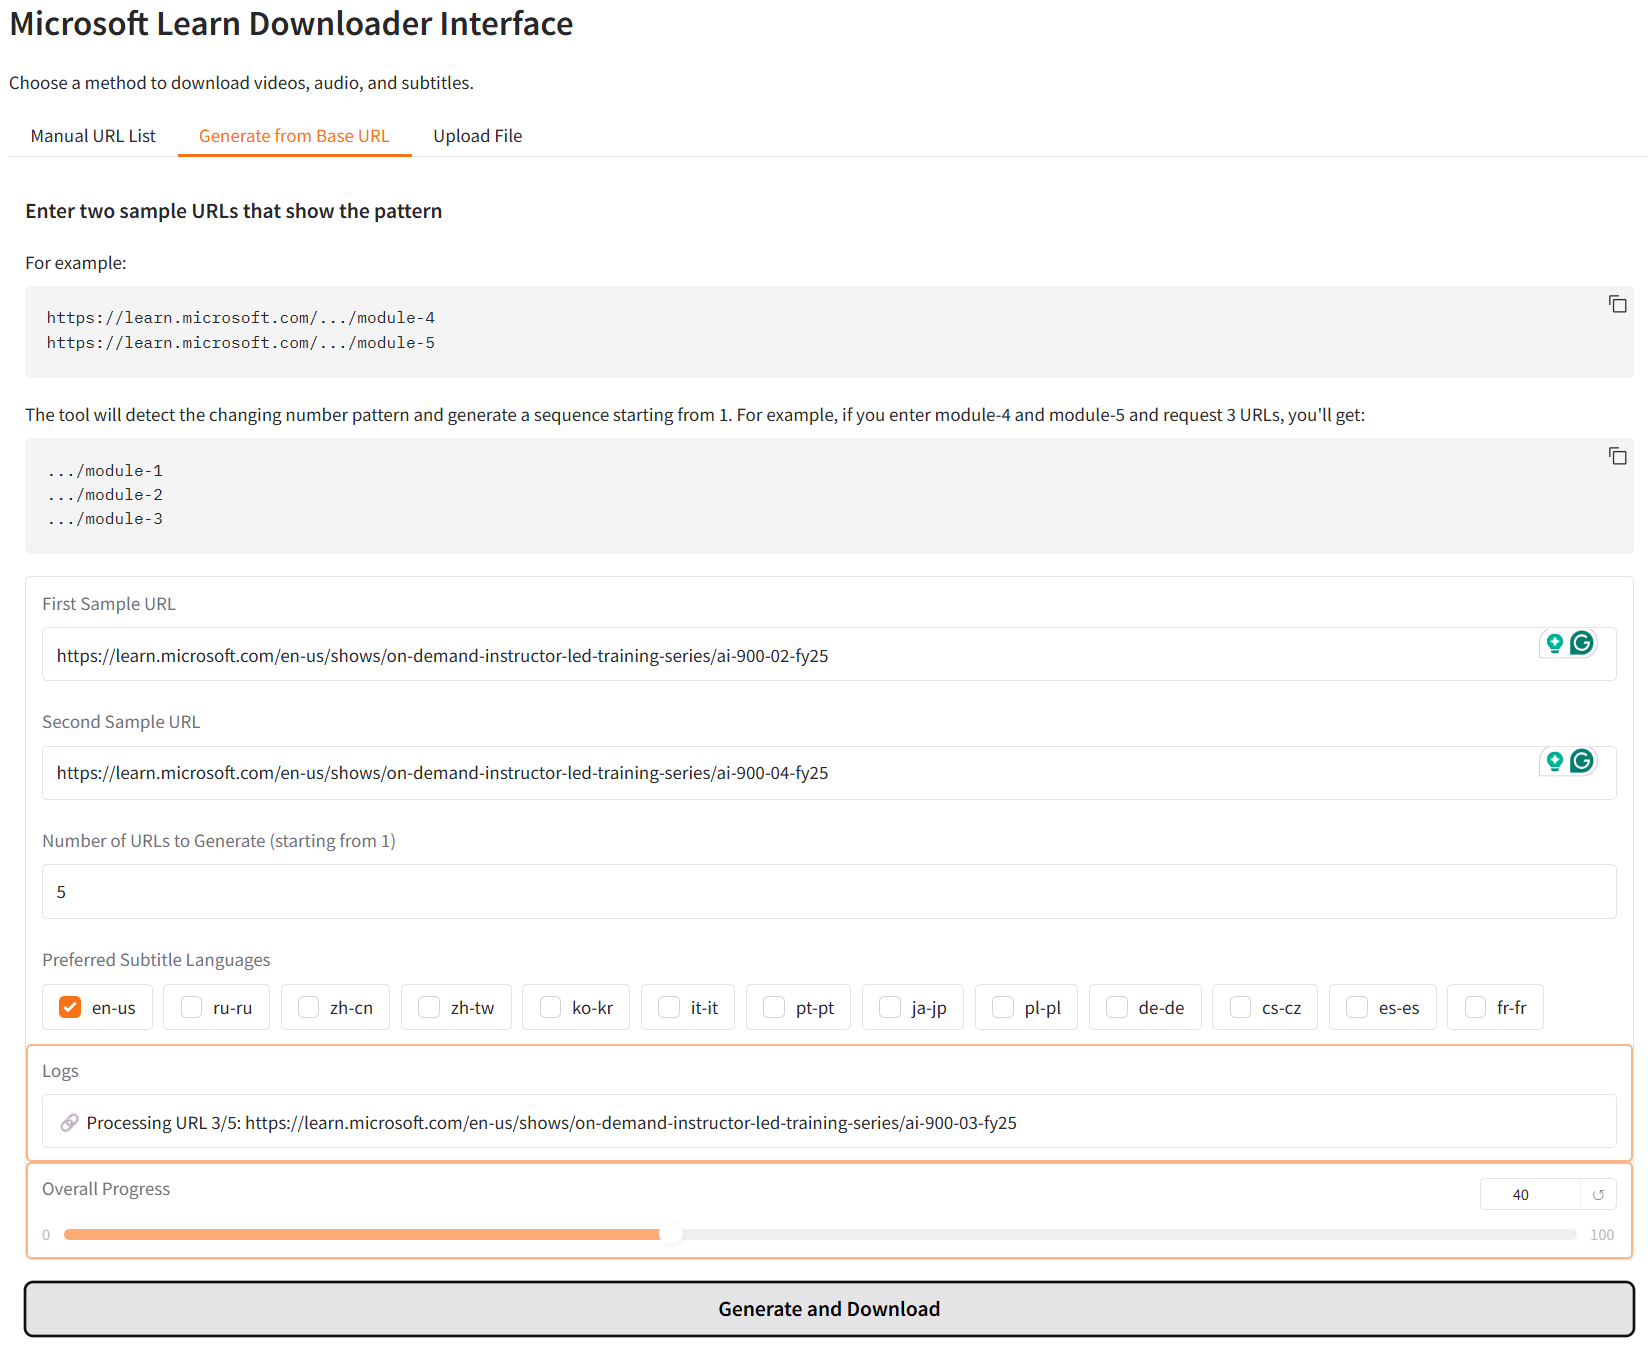 Microsoft Learn Downloader Interface
Choose a method to download videos, audio, and subtitles.
Manual URL List
Generate from Base URL
Upload File
Enter two sample URLs that show the pattern
For example:
https://learn.microsoft.com/.../module-4
https://learn.microsoft.com/.../module-5
The tool will detect the changing number pattern and generate a sequence starting from 1. For example, if you enter module-4 and module-5 and request 3 URLs, you'll get:
.../module-1
.../module-2
.../module-3
First Sample URL
https://learn.microsoft.com/en-us/shows/on-demand-instructor-led-training-series/ai-900-02-fy25
Second Sample URL
https://learn.microsoft.com/en-us/shows/on-demand-instructor-led-training-series/ai-900-04-fy25
Number of URLs to Generate (starting from 1)
5
Preferred Subtitle Languages
en-us ru-ru zh-cn zh-tw ko-kr it-it pt-pt ja-jp pl-pl de-de cs-cz es-es fr-fr
Logs
🔗 Processing URL 3/5: https://learn.microsoft.com/en-us/shows/on-demand-instructor-led-training-series/ai-900-03-fy25
Overall Progress
40
0
100
Generate and Download